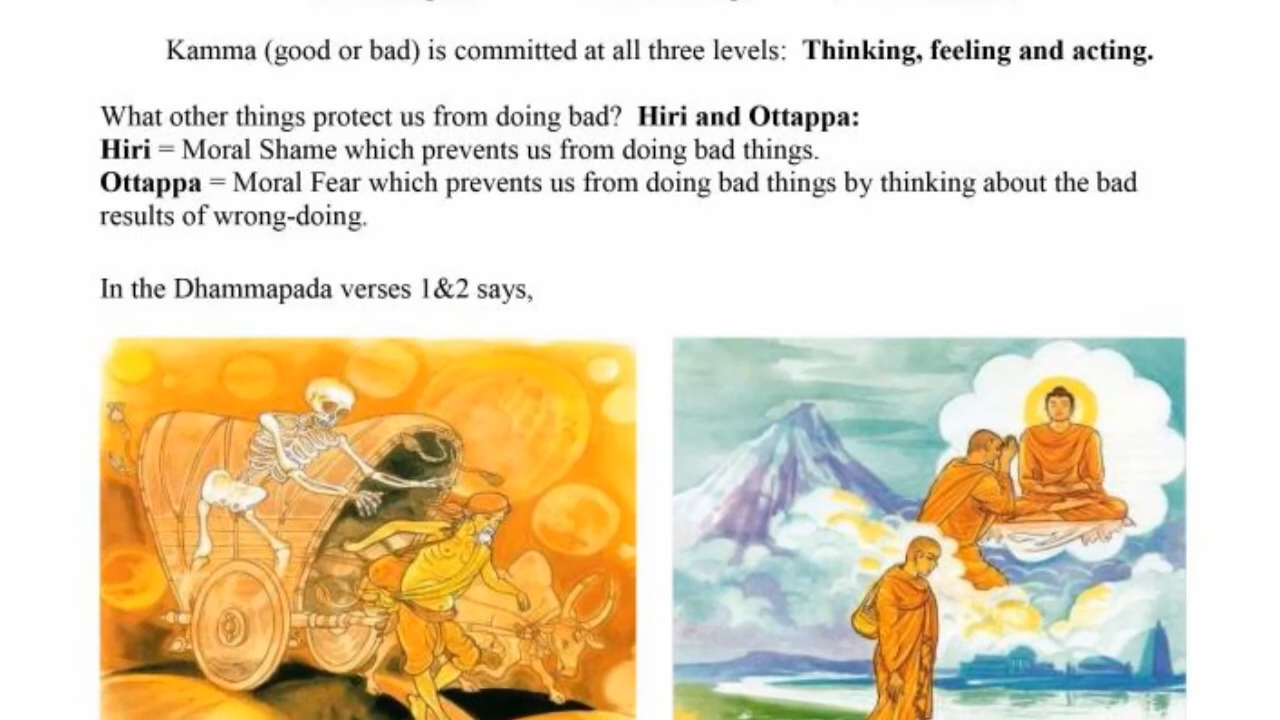 Kamma (good or bad) is committed at all three levels: Thinking, feeling and acting.
What other things protect us from doing bad? Hiri and Ottappa:
Hiri = Moral Shame which prevents us from doing bad things.
Ottappa = Moral Fear which prevents us from doing bad things by thinking about the bad
results of wrong-doing.
In the Dhammapada verses 1&2 says,